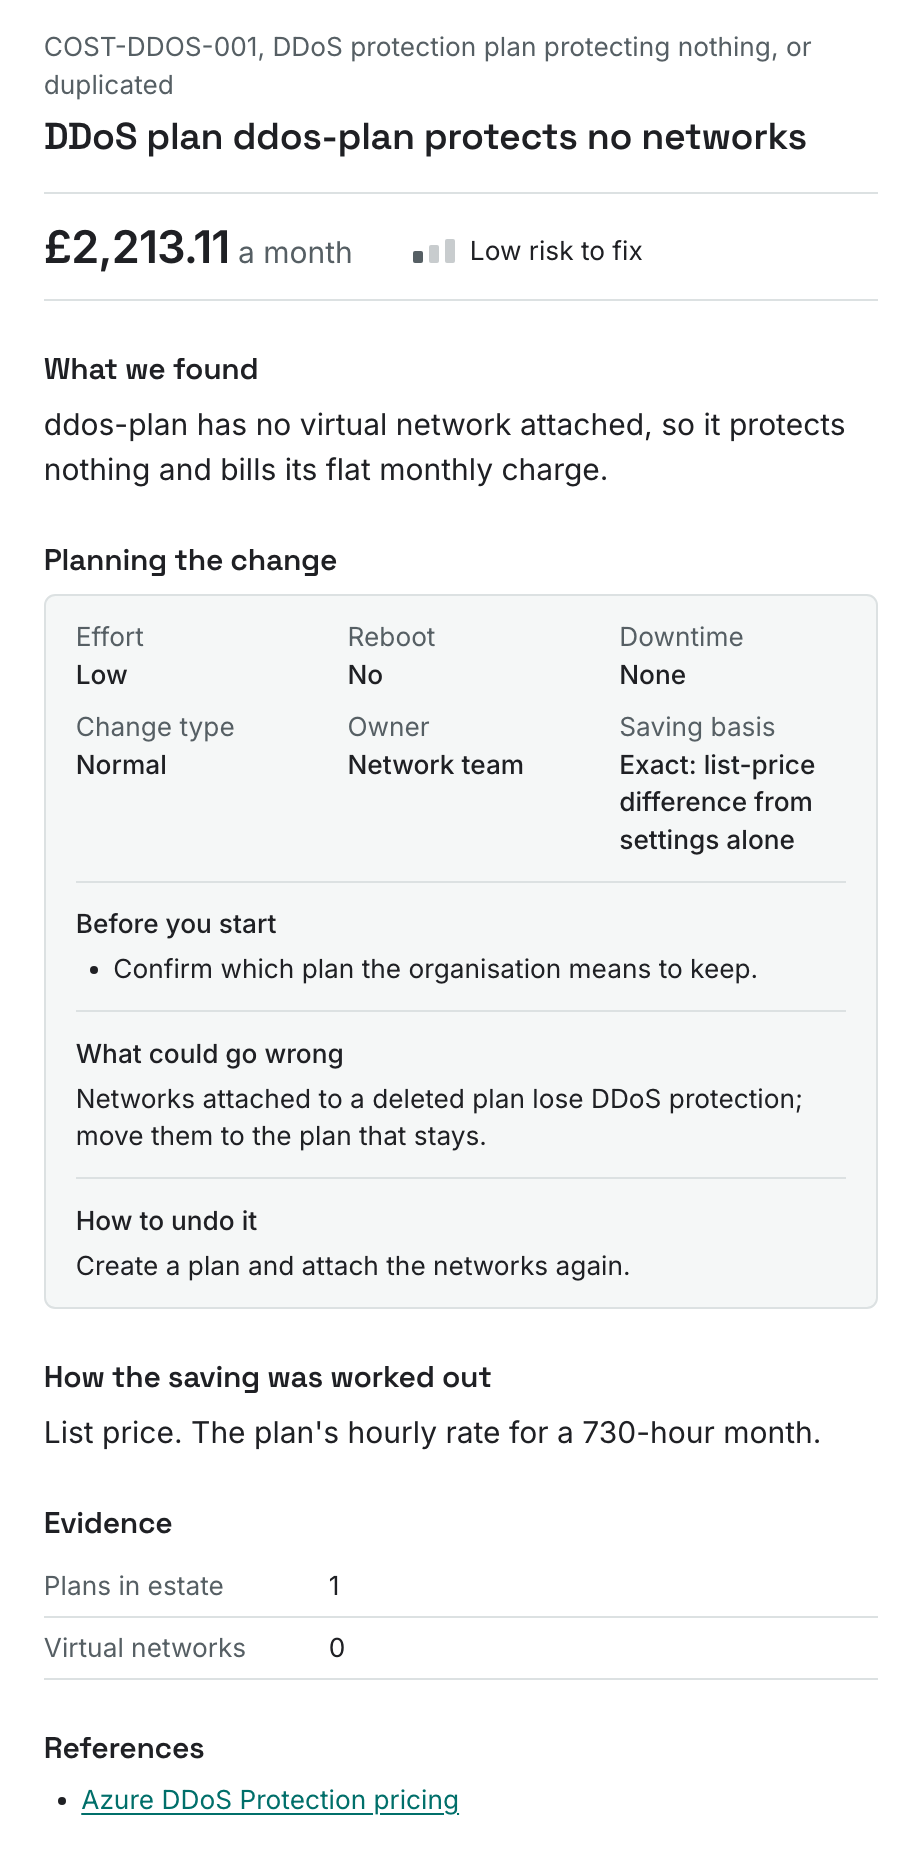 COST-DDOS-001, DDoS protection plan protecting nothing, or
duplicated
DDoS plan ddos-plan protects no networks
£2,213.11 a month
Low risk to fix
What we found
ddos-plan has no virtual network attached, so it protects
nothing and bills its flat monthly charge.
Planning the change
Effort
Low
Reboot
No
Downtime
None
Change type
Normal
Owner
Network team
Saving basis
Exact: list-price
difference from
settings alone
Before you start
• Confirm which plan the organisation means to keep.
What could go wrong
Networks attached to a deleted plan lose DDoS protection;
move them to the plan that stays.
How to undo it
Create a plan and attach the networks again.
How the saving was worked out
List price. The plan's hourly rate for a 730-hour month.
Evidence
Plans in estate 1
Virtual networks 0
References
• Azure DDoS Protection pricing